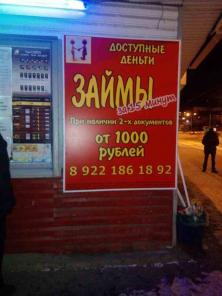 ДОСТУПНЫЕ
ДЕНЬГИ
ЗАЙМЫ
за 15 минут
При наличии 2-х документов
от 1000
рублей
8 922 186 18 92